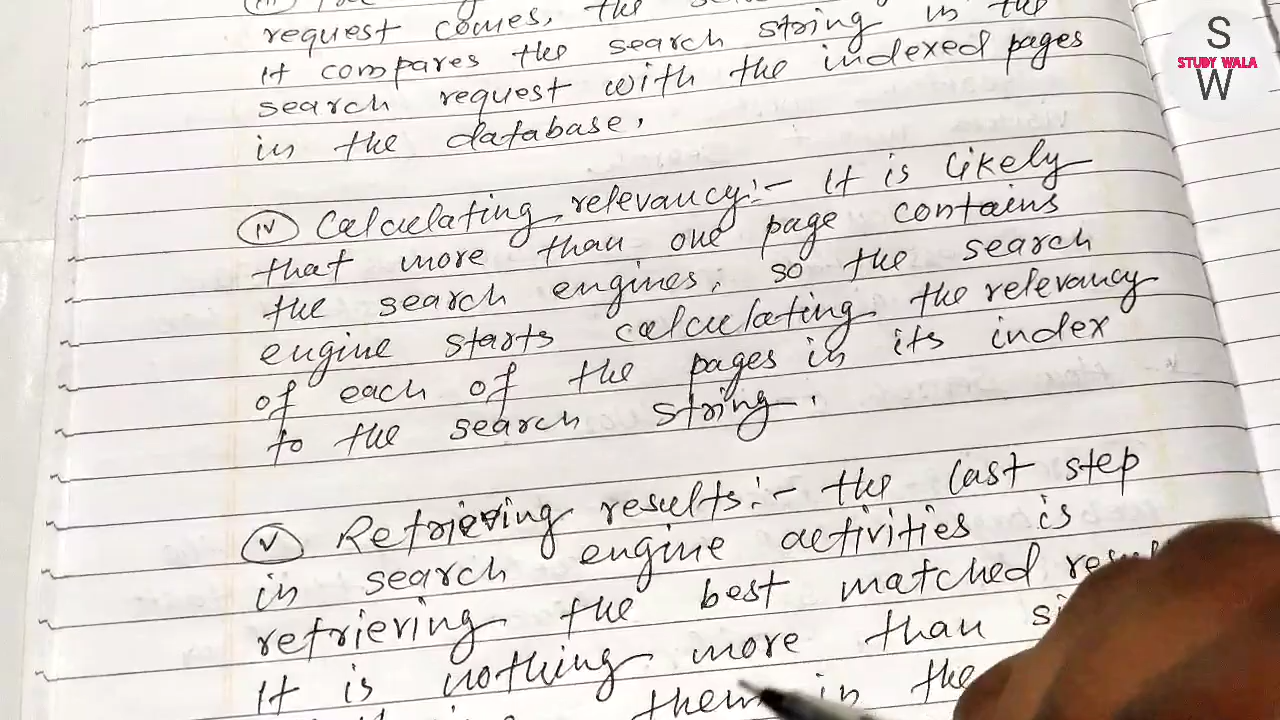 request comes, the
It compares the search string in the
search request with the indexed pages
in the database.
(iv) Calculating relevancy:- It is likely
that more than one page contains
the search engines, so the search
engine starts calculating the relevancy
of each of the pages in its index
to the search string.
(v) Retrieving results:- the last step
in search engine activities is
retrieving the best matched
It is nothing more than
them in the
S
STUDY WALA
W